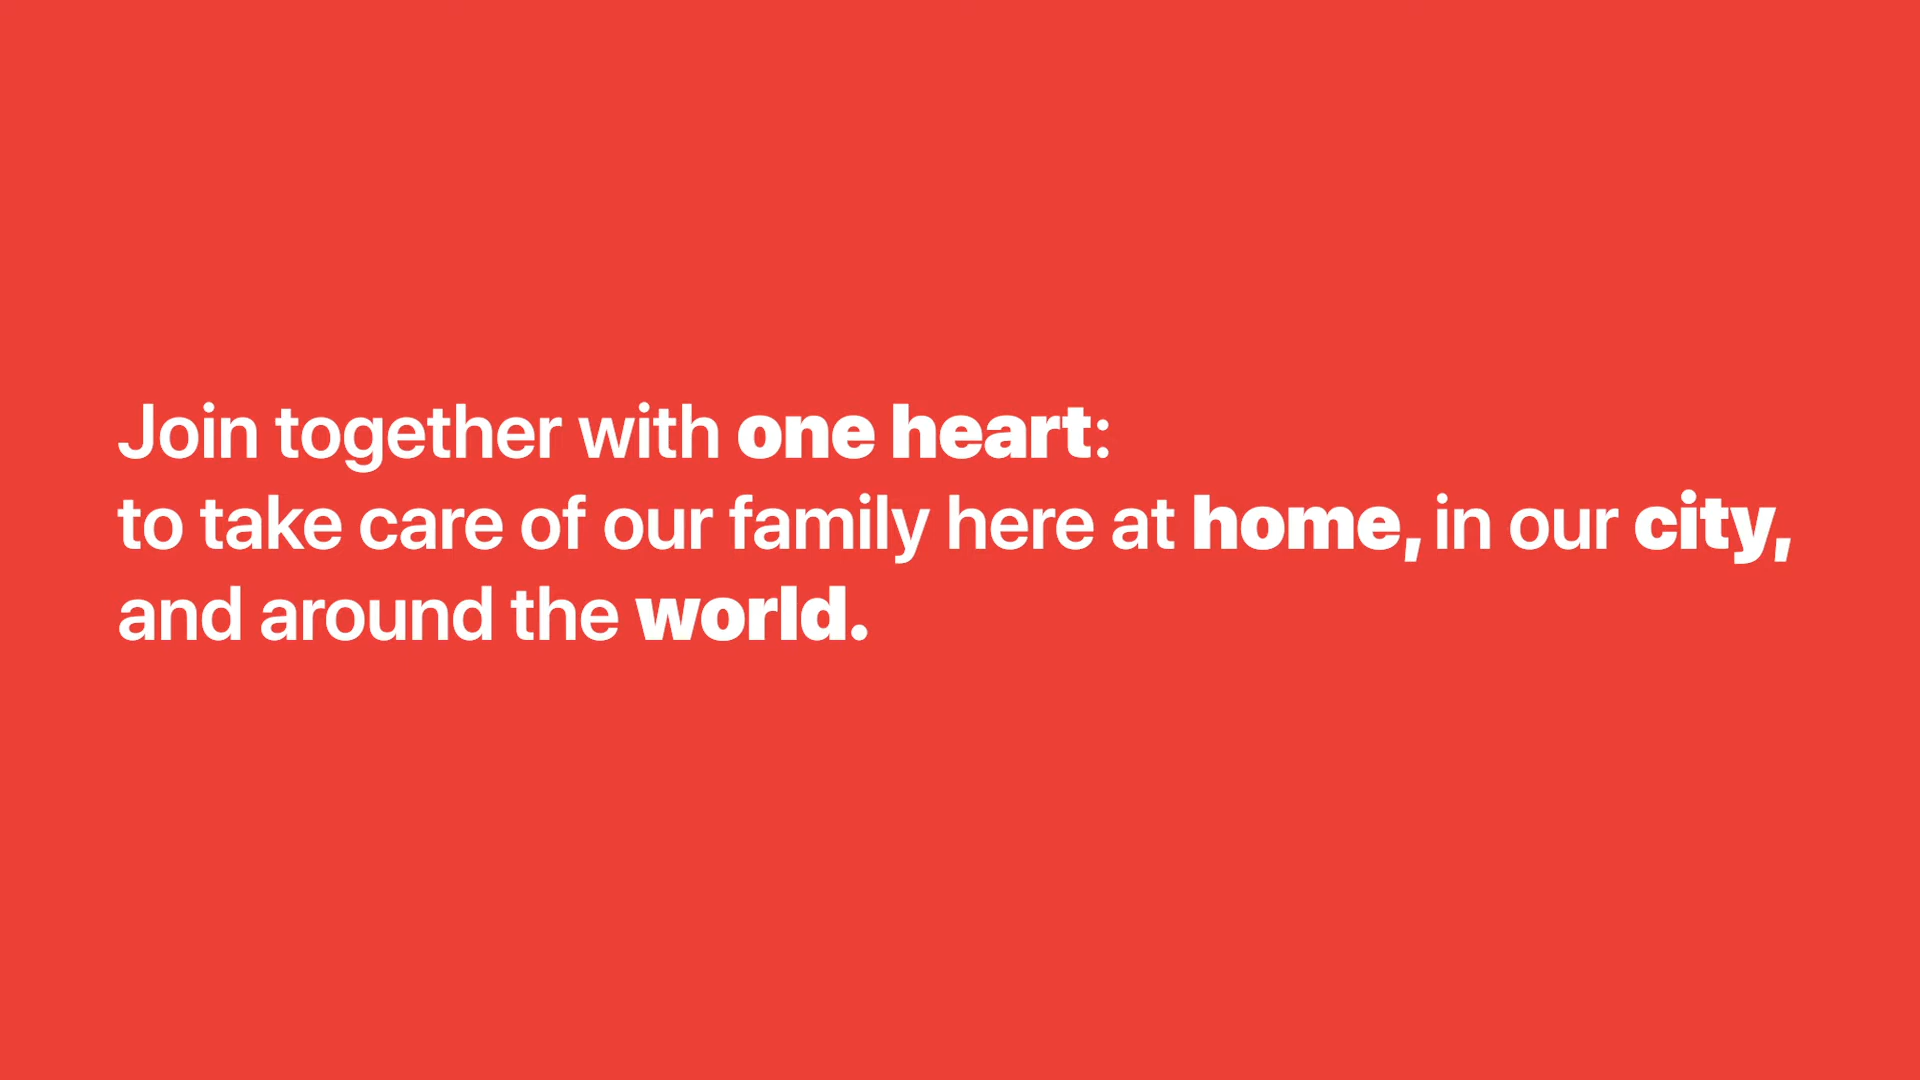 Join together with one heart:
to take care of our family here at home, in our city,
and around the world.